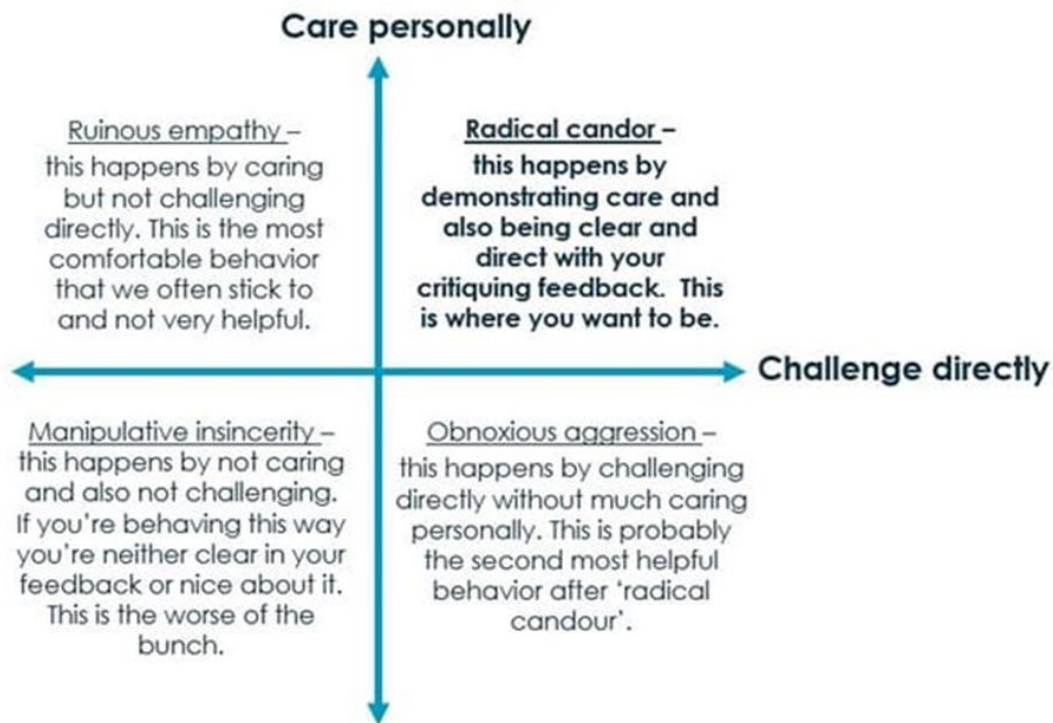 Care personally
Ruinous empathy –
this happens by caring
but not challenging
directly. This is the most
comfortable behavior
that we often stick to
and not very helpful.
Radical candor –
this happens by
demonstrating care and
also being clear and
direct with your
critiquing feedback. This
is where you want to be.
Challenge directly
Manipulative insincerity –
this happens by not caring
and also not challenging.
If you're behaving this way
you're neither clear in your
feedback or nice about it.
This is the worse of the
bunch.
Obnoxious aggression –
this happens by challenging
directly without much caring
personally. This is probably
the second most helpful
behavior after 'radical
candour'.